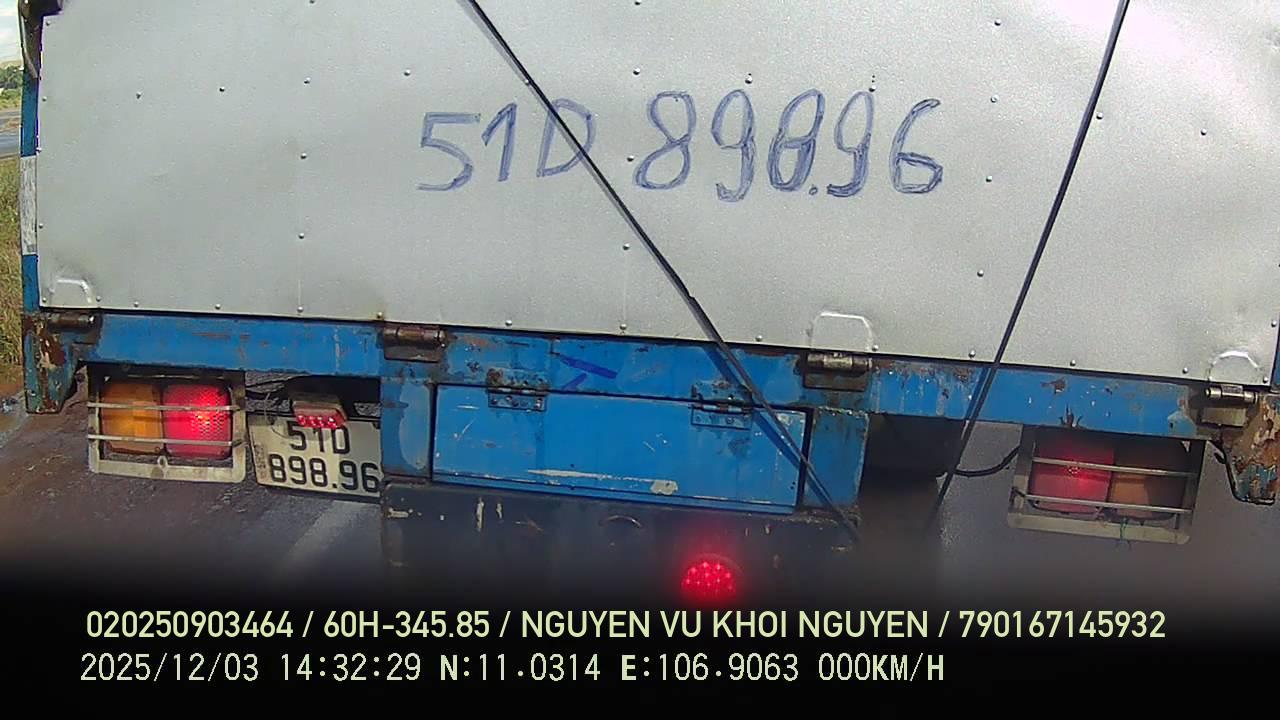 51D 898.96
51D
898.96
020250903464 / 60H-345.85 / NGUYEN VU KHOI NGUYEN / 790167145932
2025/12/03 14:32:29 N:11.0314 E:106.9063 000KM/H